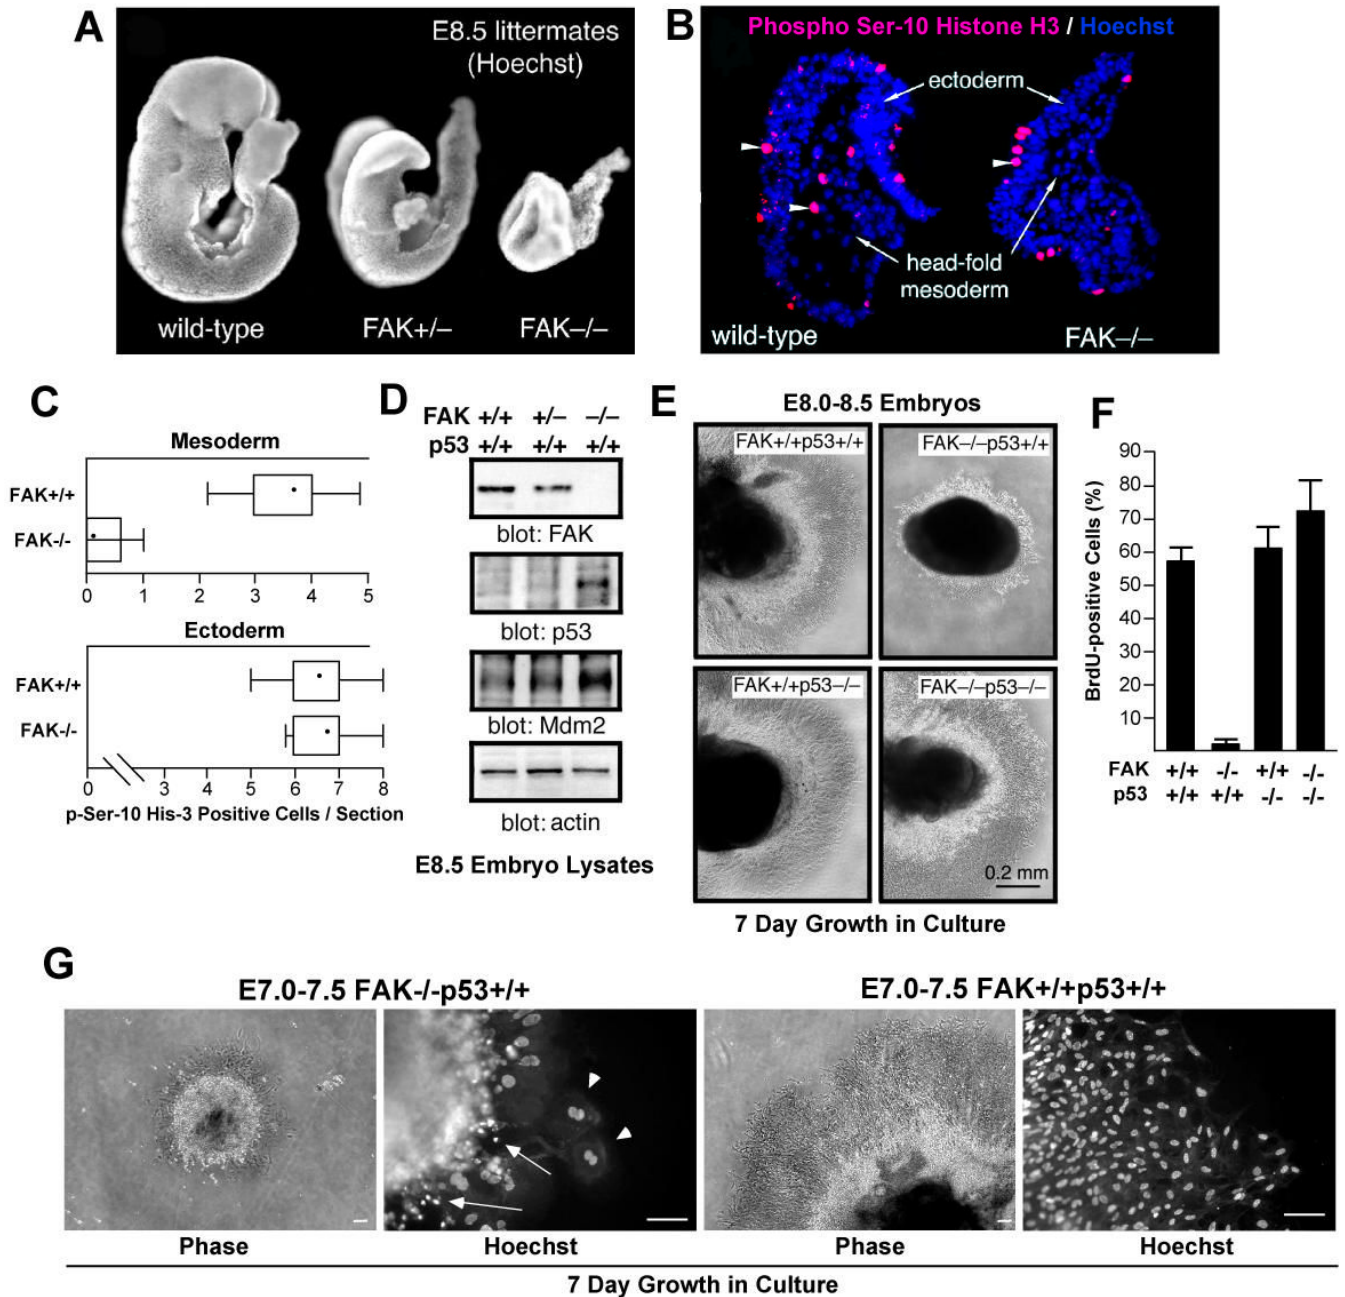 A
E8.5 littermates
(Hoechst)
wild-type
FAK+/–
FAK–/–
B
Phospho Ser-10 Histone H3 / Hoechst
ectoderm
head-fold
mesoderm
wild-type
FAK–/–
C
Mesoderm
FAK+/+
FAK-/-
0 1 2 3 4 5
Ectoderm
FAK+/+
FAK-/-
0 3 4 5 6 7 8
p-Ser-10 His-3 Positive Cells / Section
D
FAK +/+ +/– –/–
p53 +/+ +/+ +/+
blot: FAK
blot: p53
blot: Mdm2
blot: actin
E8.5 Embryo Lysates
E
E8.0-8.5 Embryos
FAK+/+p53+/+
FAK–/–p53+/+
FAK+/+p53–/–
FAK–/–p53–/–
0.2 mm
7 Day Growth in Culture
F
BrdU-positive Cells (%)
90
80
70
60
50
40
30
20
10
FAK +/+ -/- +/+ -/-
p53 +/+ +/+ -/- -/-
G
E7.0-7.5 FAK-/-p53+/+
E7.0-7.5 FAK+/+p53+/+
Phase
Hoechst
Phase
Hoechst
7 Day Growth in Culture